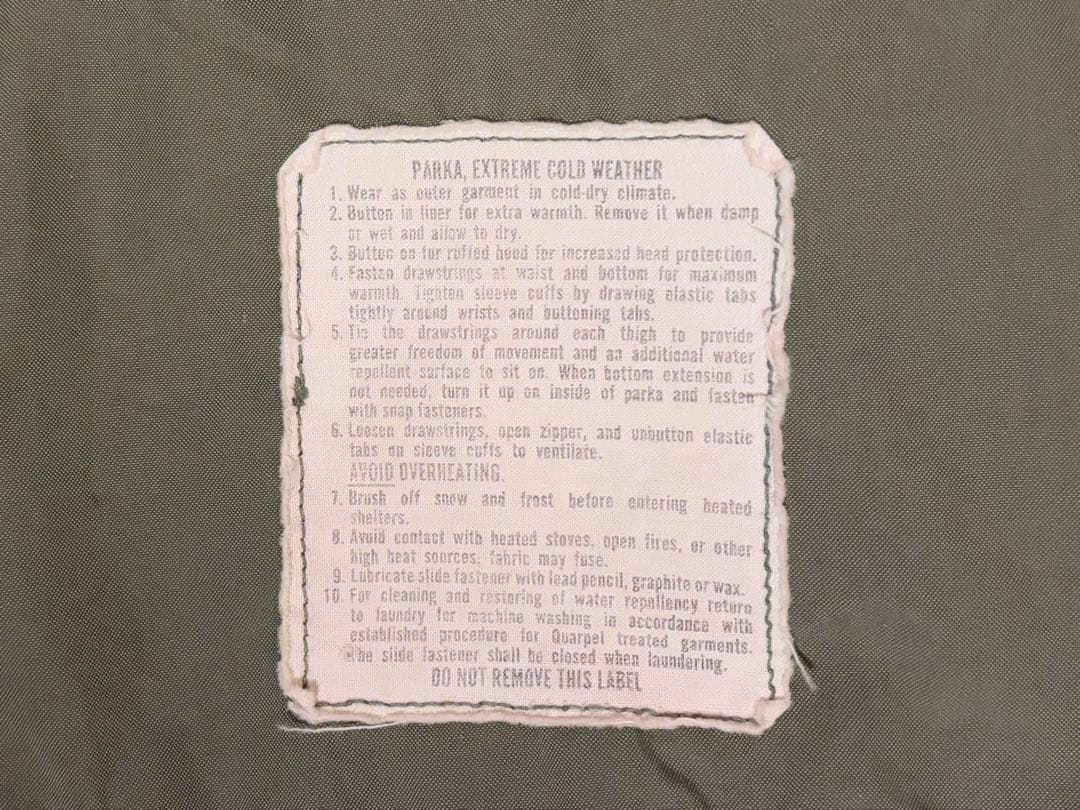 PARKA, EXTREME COLD WEATHER
1. Wear as outer garment in cold-dry climate.
2. Button in liner for extra warmth. Remove it when damp
or wet and allow to dry.
3. Button on fur ruffed hood for increased head protection.
4. Fasten drawstrings at waist and bottom for maximum
warmth. Tighten sleeve cuffs by drawing elastic tabs
tightly around wrists and buttoning tabs.
5. Tie the drawstrings around each thigh to provide
greater freedom of movement and an additional water
repellent surface to sit on. When bottom extension is
not needed, turn it up on inside of parka and fasten
with snap fasteners.
6. Loosen drawstrings, open zipper, and unbutton elastic
tabs on sleeve cuffs to ventilate.
AVOID OVERHEATING.
7. Brush off snow and frost before entering heated
shelters.
8. Avoid contact with heated stoves, open fires, or other
high heat sources; fabric may fuse.
9. Lubricate slide fastener with lead pencil, graphite or wax.
10. For cleaning and restoring of water repellency return
to laundry for machine washing in accordance with
established procedure for Quarpel treated garments.
The slide fastener shall be closed when laundering.
DO NOT REMOVE THIS LABEL